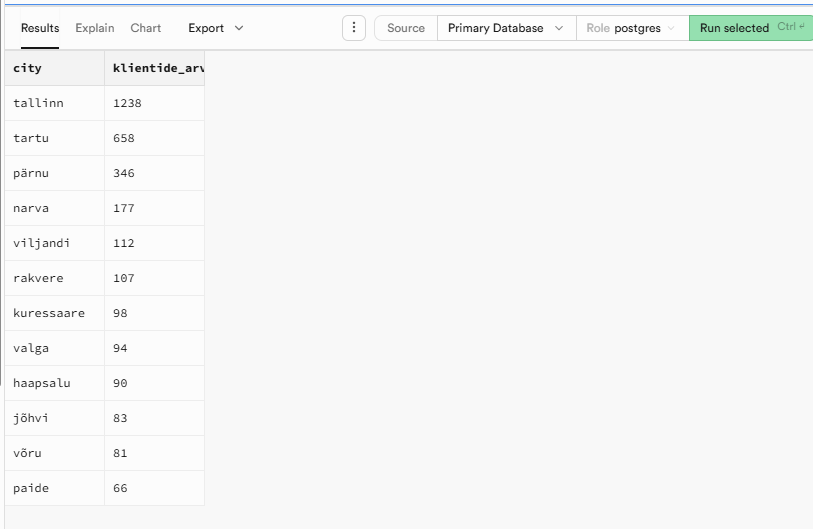 Results Explain Chart Export Source Primary Database Role postgres Run selected Ctrl ↵
city klientide_arv
tallinn 1238
tartu 658
pärnu 346
narva 177
viljandi 112
rakvere 107
kuressaare 98
valga 94
haapsalu 90
jõhvi 83
võru 81
paide 66